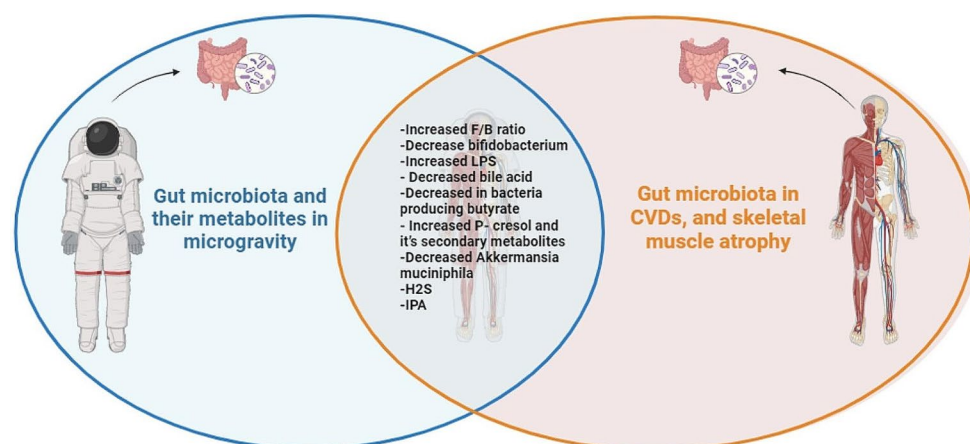 Gut microbiota and
their metabolites in
microgravity
-Increased F/B ratio
-Decrease bifidobacterium
-Increased LPS
- Decreased bile acid
-Decreased in bacteria
producing butyrate
- Increased P- cresol and
it's secondary metabolites
-Decreased Akkermansia
muciniphila
-H2S
-IPA
Gut microbiota in
CVDs, and skeletal
muscle atrophy